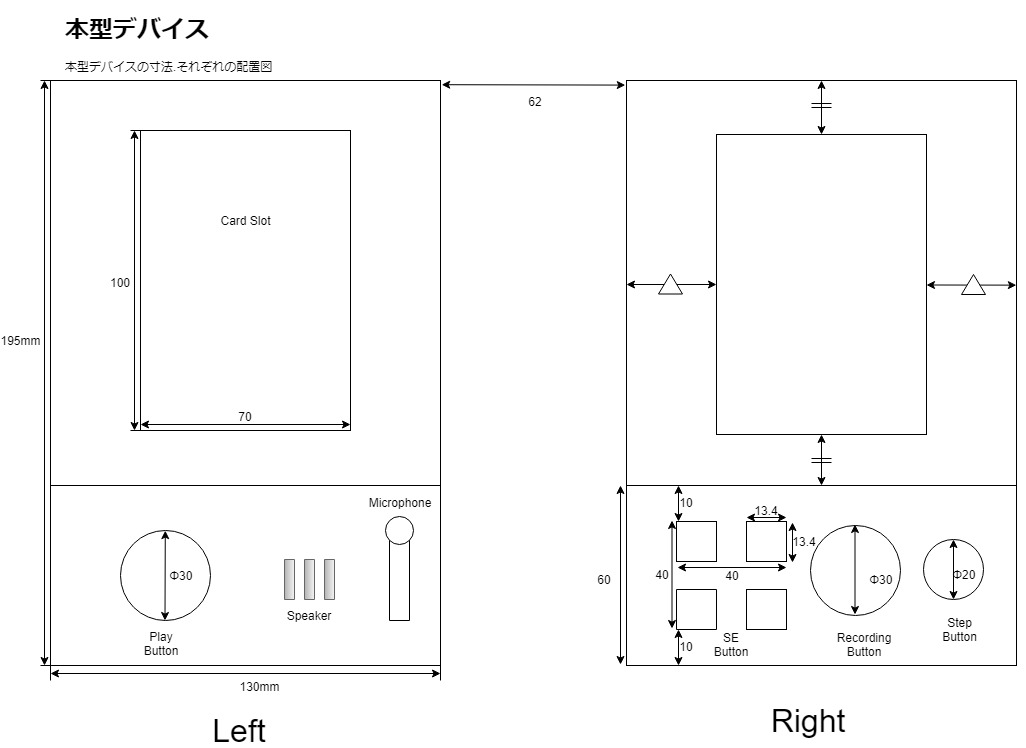 本型デバイス
本型デバイスの寸法.それぞれの配置図
62
Card Slot
100
195mm
70
Microphone
Φ30
Speaker
Play
Button
130mm
Left
10
13.4
13.4
60
40
40
Φ30
Φ20
10
SE
Button
Recording
Button
Step
Button
Right